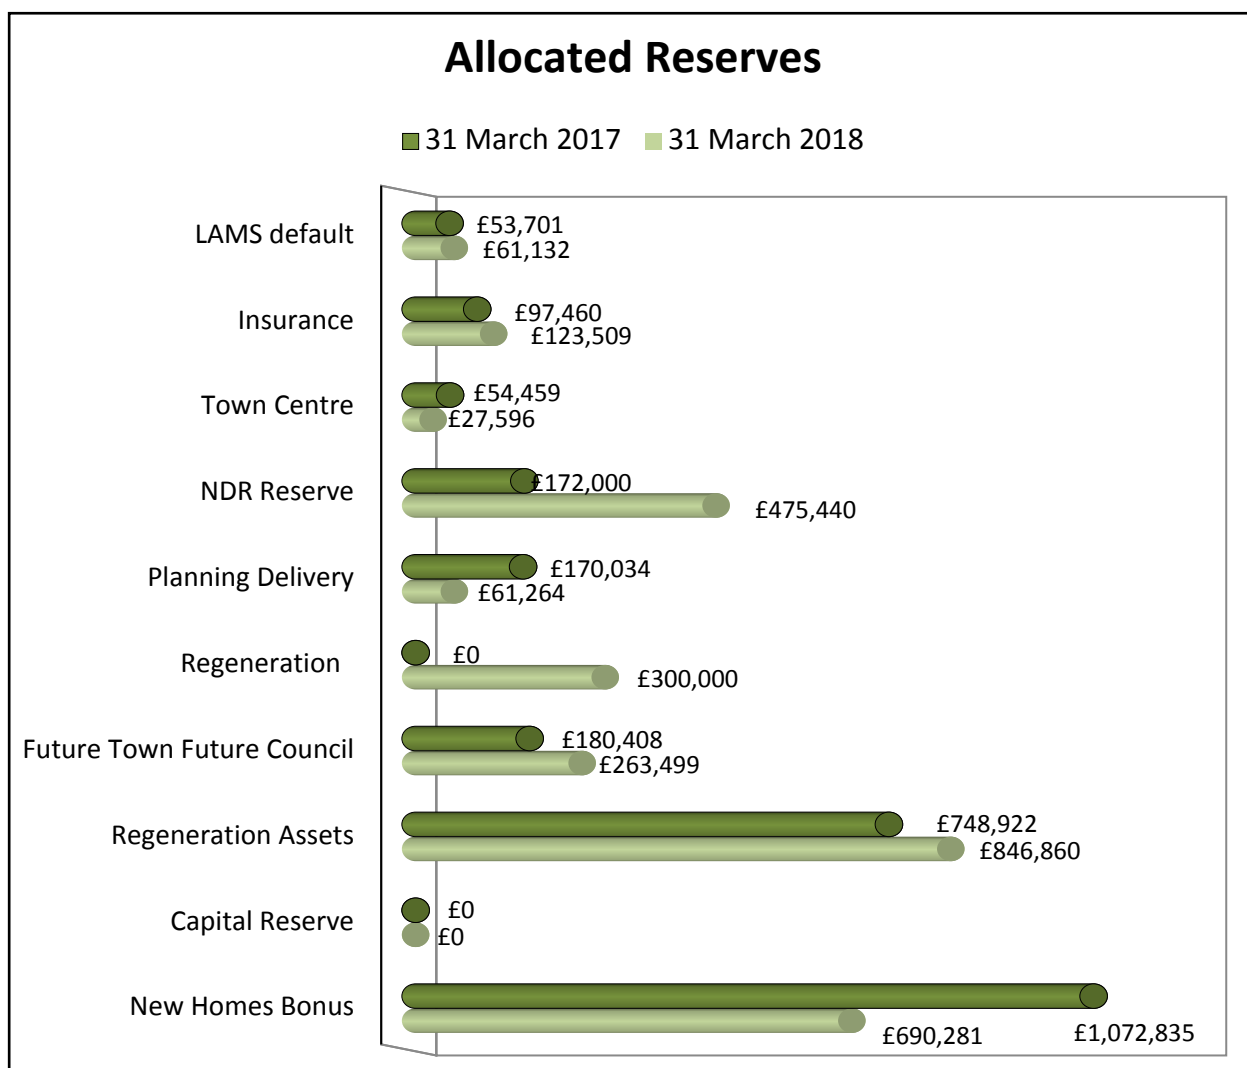 Allocated Reserves
31 March 2017 31 March 2018
LAMS default
£53,701
£61,132
Insurance
£97,460
£123,509
Town Centre
£54,459
£27,596
NDR Reserve
£172,000
£475,440
Planning Delivery
£170,034
£61,264
Regeneration
£0
£300,000
Future Town Future Council
£180,408
£263,499
Regeneration Assets
£748,922
£846,860
Capital Reserve
£0
£0
New Homes Bonus
£1,072,835
£690,281